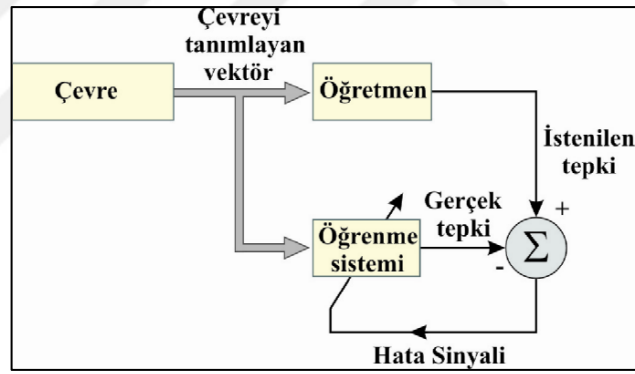 Çevreyi
tanımlayan
vektör
Çevre
Öğretmen
İstenilen
tepki
+
Gerçek
tepki
Öğrenme
sistemi
Σ
-
Hata Sinyali